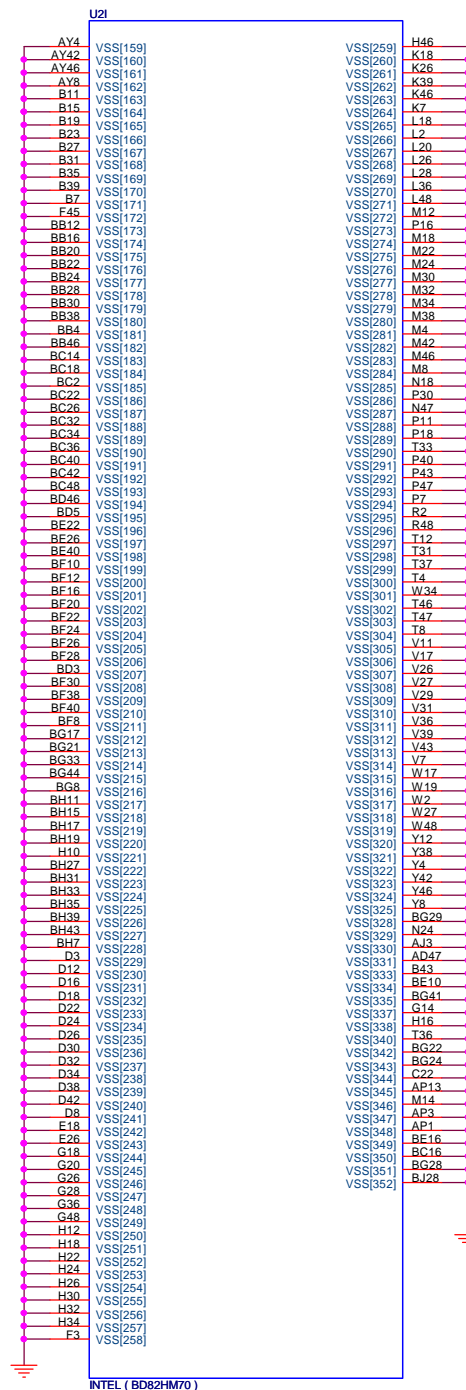 U2I
AY4 VSS[159] VSS[259] H46
AY42 VSS[160] VSS[260] K18
AY46 VSS[161] VSS[261] K26
AY8 VSS[162] VSS[262] K39
B11 VSS[163] VSS[263] K46
B15 VSS[164] VSS[264] K7
B19 VSS[165] VSS[265] L18
B23 VSS[166] VSS[266] L2
B27 VSS[167] VSS[267] L20
B31 VSS[168] VSS[268] L26
B35 VSS[169] VSS[269] L28
B39 VSS[170] VSS[270] L36
B7 VSS[171] VSS[271] L48
F45 VSS[172] VSS[272] M12
BB12 VSS[173] VSS[273] P16
BB16 VSS[174] VSS[274] M18
BB20 VSS[175] VSS[275] M22
BB22 VSS[176] VSS[276] M24
BB24 VSS[177] VSS[277] M30
BB28 VSS[178] VSS[278] M32
BB30 VSS[179] VSS[279] M34
BB38 VSS[180] VSS[280] M38
BB4 VSS[181] VSS[281] M4
BB46 VSS[182] VSS[282] M42
BC14 VSS[183] VSS[283] M46
BC18 VSS[184] VSS[284] M8
BC2 VSS[185] VSS[285] N18
BC22 VSS[186] VSS[286] P30
BC26 VSS[187] VSS[287] N47
BC32 VSS[188] VSS[288] P11
BC34 VSS[189] VSS[289] P18
BC36 VSS[190] VSS[290] T33
BC40 VSS[191] VSS[291] P40
BC42 VSS[192] VSS[292] P43
BC48 VSS[193] VSS[293] P47
BD46 VSS[194] VSS[294] P7
BD5 VSS[195] VSS[295] R2
BE22 VSS[196] VSS[296] R48
BE26 VSS[197] VSS[297] T12
BE40 VSS[198] VSS[298] T31
BF10 VSS[199] VSS[299] T37
BF12 VSS[200] VSS[300] T4
BF16 VSS[201] VSS[301] W34
BF20 VSS[202] VSS[302] T46
BF22 VSS[203] VSS[303] T47
BF24 VSS[204] VSS[304] T8
BF26 VSS[205] VSS[305] V11
BF28 VSS[206] VSS[306] V17
BD3 VSS[207] VSS[307] V26
BF30 VSS[208] VSS[308] V27
BF38 VSS[209] VSS[309] V29
BF40 VSS[210] VSS[310] V31
BF8 VSS[211] VSS[311] V36
BG17 VSS[212] VSS[312] V39
BG21 VSS[213] VSS[313] V43
BG33 VSS[214] VSS[314] V7
BG44 VSS[215] VSS[315] W17
BG8 VSS[216] VSS[316] W19
BH11 VSS[217] VSS[317] W2
BH15 VSS[218] VSS[318] W27
BH17 VSS[219] VSS[319] W48
BH19 VSS[220] VSS[320] Y12
H10 VSS[221] VSS[321] Y38
BH27 VSS[222] VSS[322] Y4
BH31 VSS[223] VSS[323] Y42
BH33 VSS[224] VSS[324] Y46
BH35 VSS[225] VSS[325] Y8
BH39 VSS[226] VSS[328] BG29
BH43 VSS[227] VSS[329] N24
BH7 VSS[228] VSS[330] AJ3
D3 VSS[229] VSS[331] AD47
D12 VSS[230] VSS[333] B43
D16 VSS[231] VSS[334] BE10
D18 VSS[232] VSS[335] BG41
D22 VSS[233] VSS[337] G14
D24 VSS[234] VSS[338] H16
D26 VSS[235] VSS[340] T36
D30 VSS[236] VSS[342] BG22
D32 VSS[237] VSS[343] BG24
D34 VSS[238] VSS[344] C22
D38 VSS[239] VSS[345] AP13
D42 VSS[240] VSS[346] M14
D8 VSS[241] VSS[347] AP3
E18 VSS[242] VSS[348] AP1
E26 VSS[243] VSS[349] BE16
G18 VSS[244] VSS[350] BC16
G20 VSS[245] VSS[351] BG28
G26 VSS[246] VSS[352] BJ28
G28 VSS[247]
G36 VSS[248]
G48 VSS[249]
H12 VSS[250]
H18 VSS[251]
H22 VSS[252]
H24 VSS[253]
H26 VSS[254]
H30 VSS[255]
H32 VSS[256]
H34 VSS[257]
F3 VSS[258]
INTEL ( BD82HM70 )